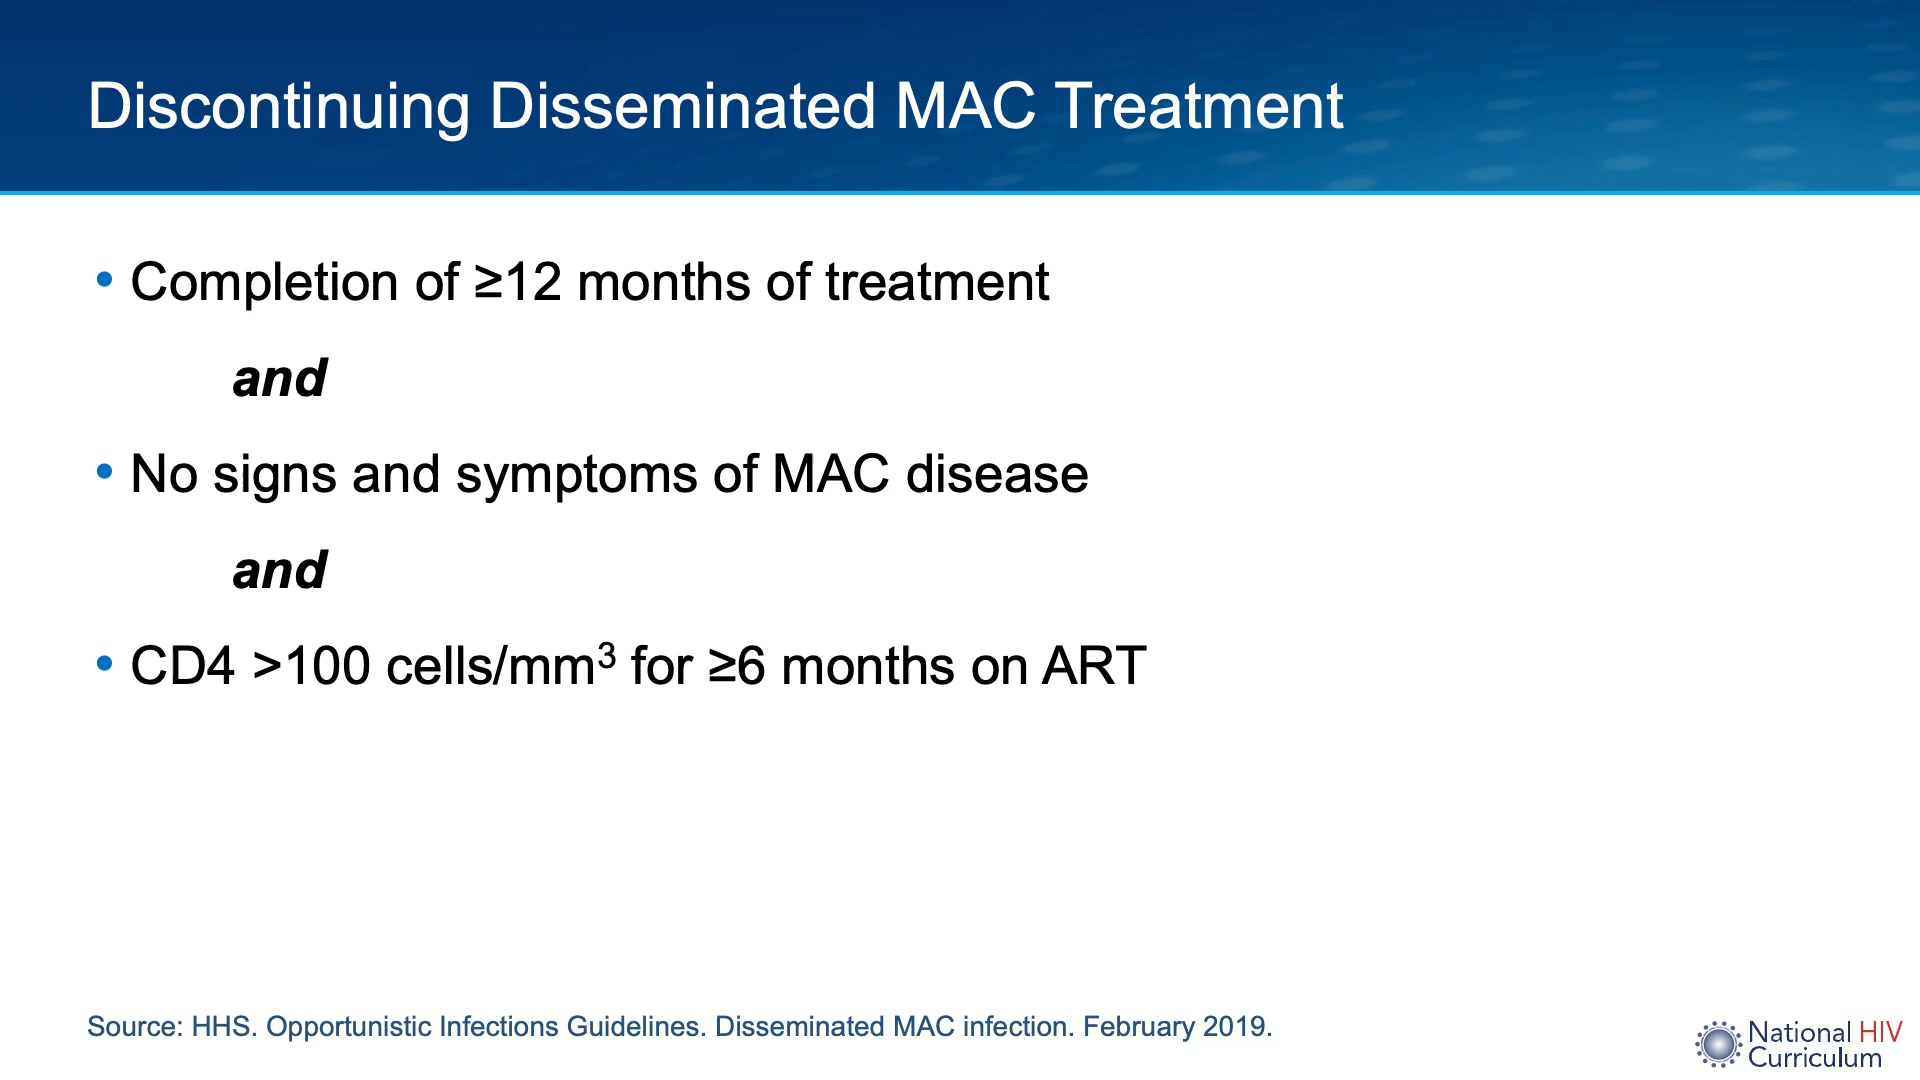 Discontinuing Disseminated MAC Treatment
• Completion of ≥12 months of treatment
and
• No signs and symptoms of MAC disease
and
• CD4 >100 cells/mm³ for ≥6 months on ART
Source: HHS. Opportunistic Infections Guidelines. Disseminated MAC infection. February 2019.
National HIV
Curriculum